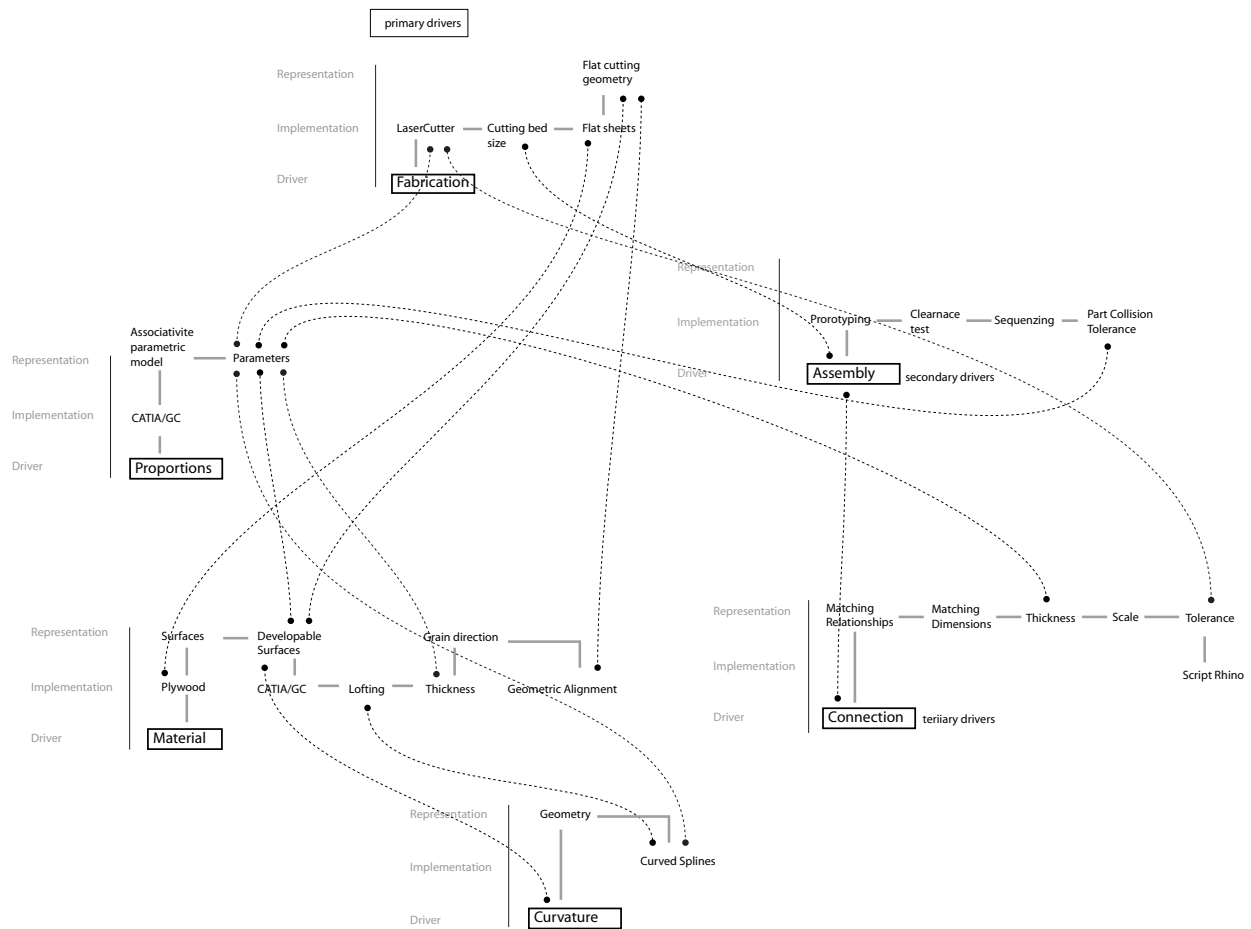 primary drivers
Representation
Flat cutting
geometry
Implementation
LaserCutter
Cutting bed
size
Flat sheets
Driver
Fabrication
Representation
Implementation
Prorotyping
Clearnace
test
Sequenzing
Part Collision
Tolerance
Driver
Assembly
secondary drivers
Associativite
parametric
model
Representation
Parameters
Implementation
CATIA/GC
Driver
Proportions
Representation
Surfaces
Developable
Surfaces
Grain direction
Implementation
Plywood
CATIA/GC
Lofting
Thickness
Geometric Alignment
Driver
Material
Representation
Matching
Relationships
Matching
Dimensions
Thickness
Scale
Tolerance
Implementation
Script Rhino
Driver
Connection
teriiary drivers
Representation
Geometry
Implementation
Curved Splines
Driver
Curvature